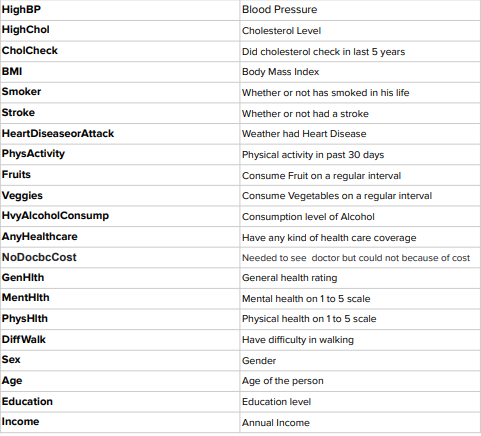 HighBP Blood Pressure
HighChol Cholesterol Level
CholCheck Did cholesterol check in last 5 years
BMI Body Mass Index
Smoker Whether or not has smoked in his life
Stroke Whether or not had a stroke
HeartDiseaseorAttack Weather had Heart Disease
PhysActivity Physical activity in past 30 days
Fruits Consume Fruit on a regular interval
Veggies Consume Vegetables on a regular interval
HvyAlcoholConsump Consumption level of Alcohol
AnyHealthcare Have any kind of health care coverage
NoDocbcCost Needed to see doctor but could not because of cost
GenHlth General health rating
MentHlth Mental health on 1 to 5 scale
PhysHlth Physical health on 1 to 5 scale
DiffWalk Have difficulty in walking
Sex Gender
Age Age of the person
Education Education level
Income Annual Income